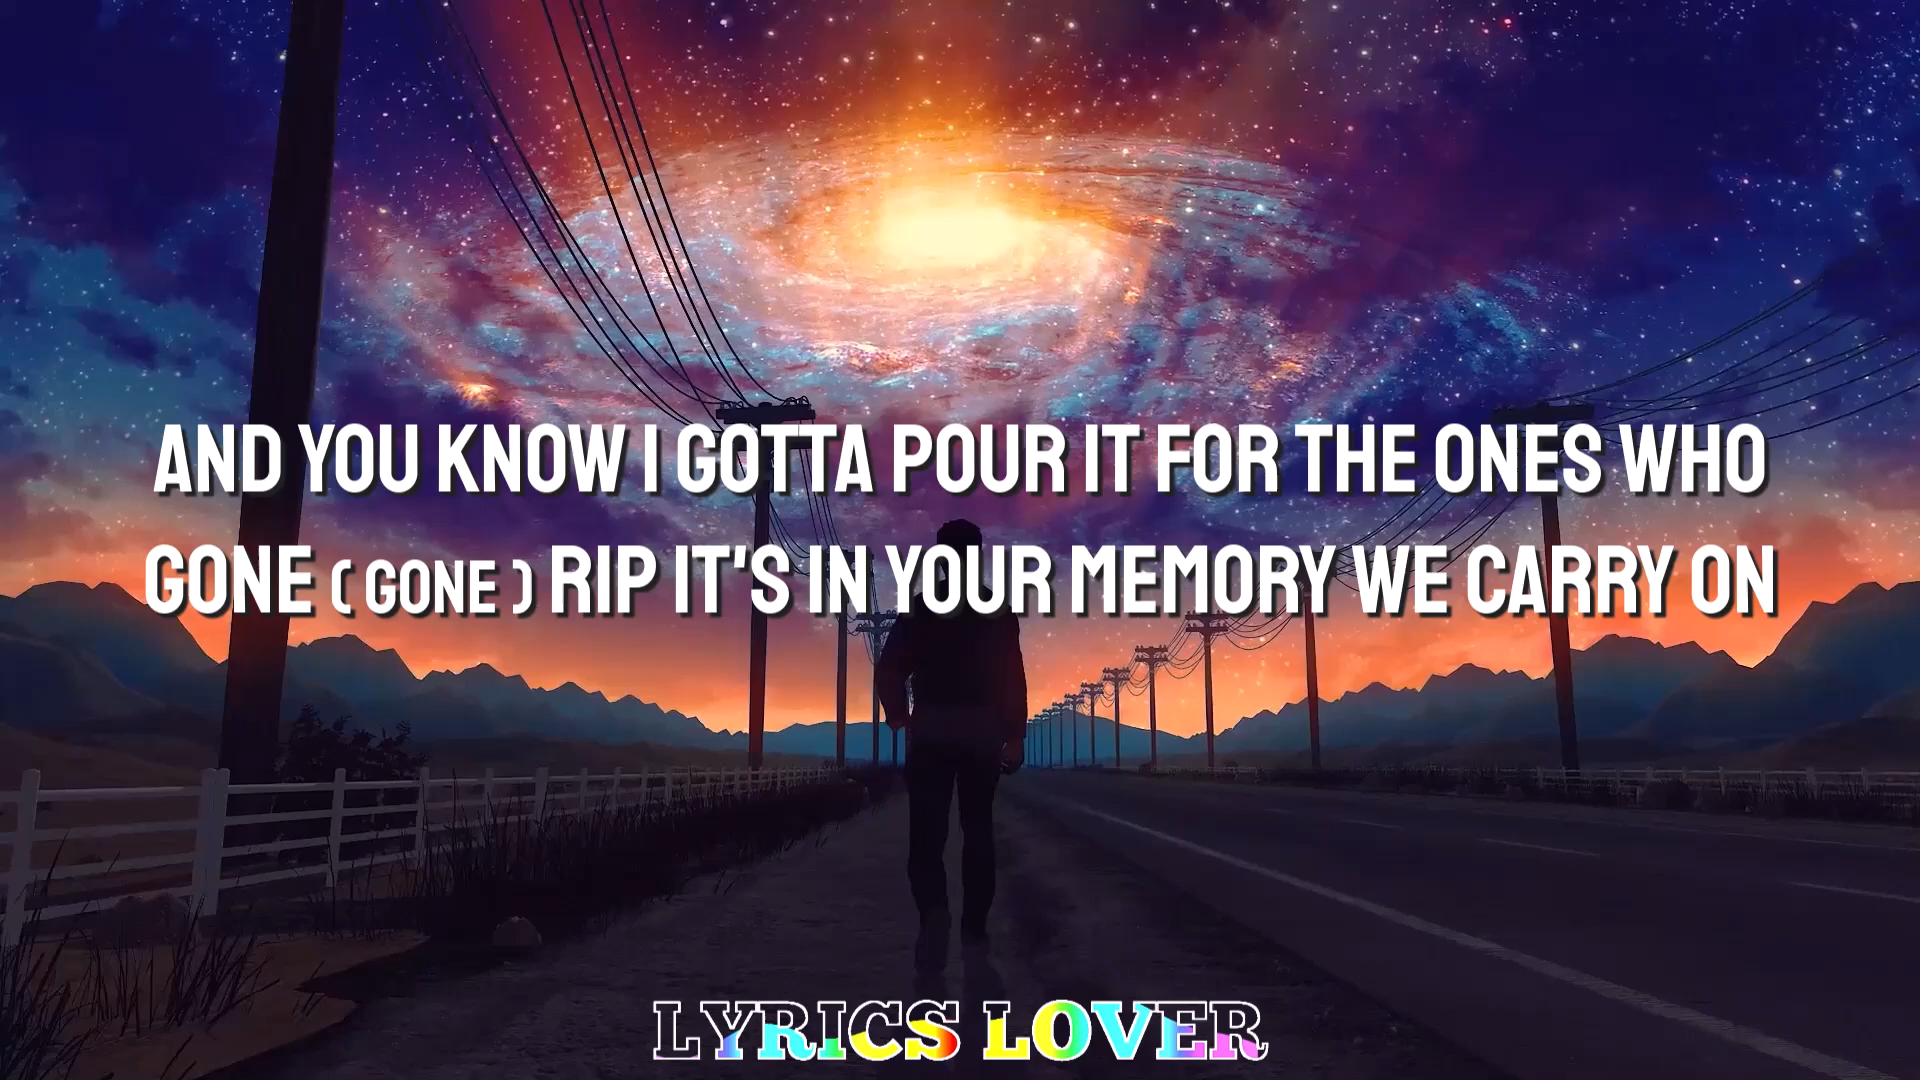 AND YOU KNOW I GOTTA POUR IT FOR THE ONES WHO
GONE ( GONE ) RIP IT'S IN YOUR MEMORY WE CARRY ON
LYRICS LOVER